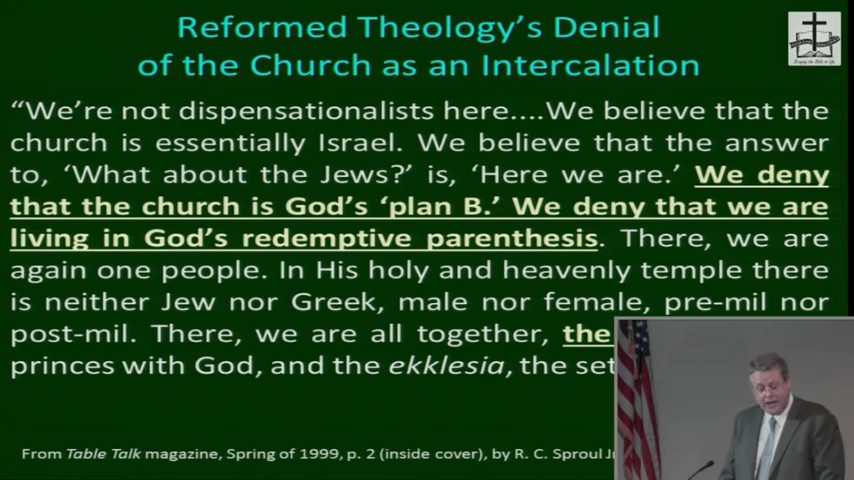 Reformed Theology's Denial
of the Church as an Intercalation
“We're not dispensationalists here....We believe that the
church is essentially Israel. We believe that the answer
to, ‘What about the Jews?’ is, ‘Here we are.’ We deny
that the church is God's ‘plan B.’ We deny that we are
living in God's redemptive parenthesis. There, we are
again one people. In His holy and heavenly temple there
is neither Jew nor Greek, male nor female, pre-mil nor
post-mil. There, we are all together, the
princes with God, and the ekklesia, the set
From Table Talk magazine, Spring of 1999, p. 2 (inside cover), by R. C. Sproul Jr